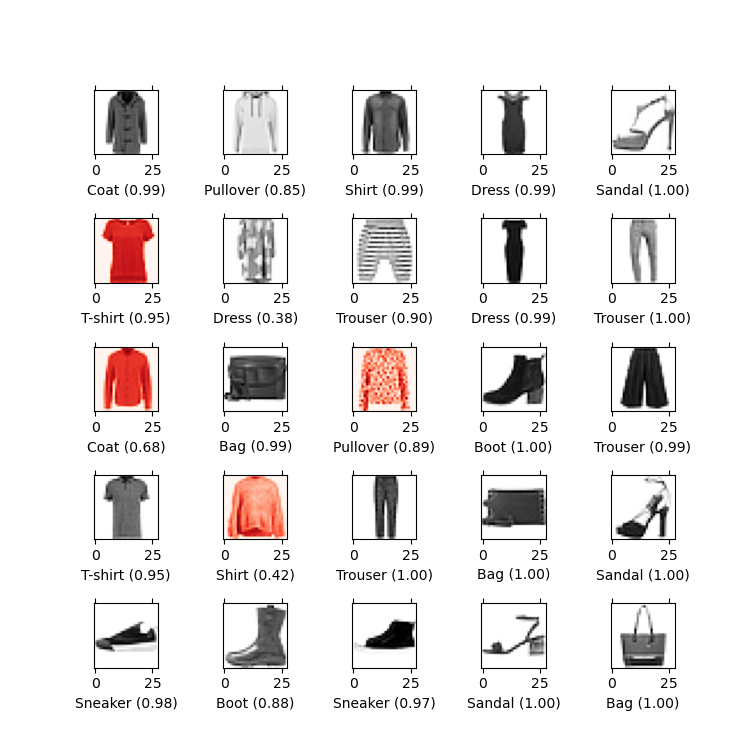 0 25 0 25 0 25 0 25 0 25
Coat (0.99) Pullover (0.85) Shirt (0.99) Dress (0.99) Sandal (1.00)
0 25 0 25 0 25 0 25 0 25
T-shirt (0.95) Dress (0.38) Trouser (0.90) Dress (0.99) Trouser (1.00)
0 25 0 25 0 25 0 25 0 25
Coat (0.68) Bag (0.99) Pullover (0.89) Boot (1.00) Trouser (0.99)
0 25 0 25 0 25 0 25 0 25
T-shirt (0.95) Shirt (0.42) Trouser (1.00) Bag (1.00) Sandal (1.00)
0 25 0 25 0 25 0 25 0 25
Sneaker (0.98) Boot (0.88) Sneaker (0.97) Sandal (1.00) Bag (1.00)